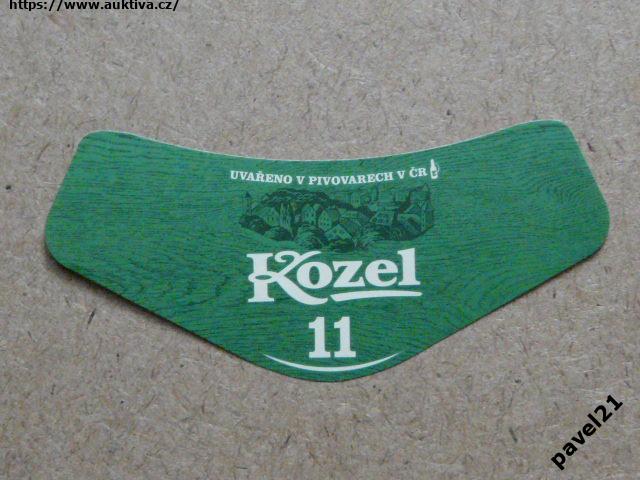 https://www.auktiva.cz/
UVAŘENO V PIVOVARECH V ČR
Kozel
11
pavel21